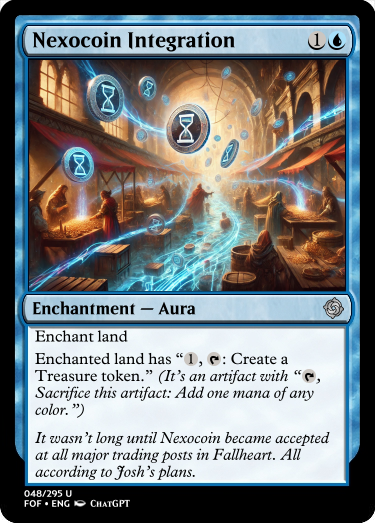 Nexocoin Integration 1
Enchantment — Aura
Enchant land
Enchanted land has “1, : Create a
Treasure token.” (It’s an artifact with “,
Sacrifice this artifact: Add one mana of any
color.”)
It wasn’t long until Nexocoin became accepted
at all major trading posts in Fallheart. All
according to Josh’s plans.
048/295 U
FOF • ENG ChatGPT